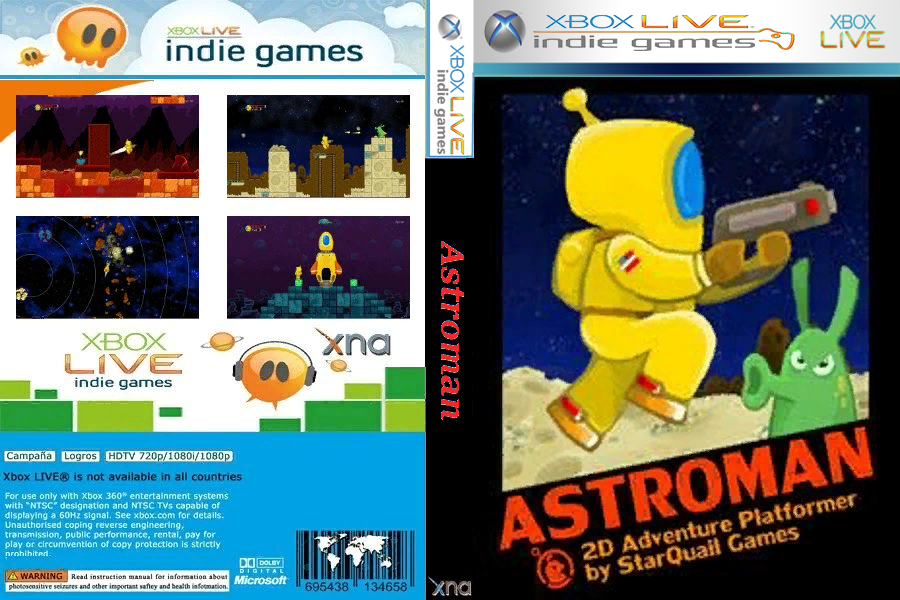 XBOX LIVE
indie games
XBOX
LIVE
indie games
xna
Campaña Logros HDTV 720p/1080i/1080p
Xbox LIVE® is not available in all countries
For use only with Xbox 360® entertainment systems
with “NTSC” designation and NTSC TVs capable of
displaying a 60Hz signal. See xbox.com for details.
Unauthorised coping reverse engineering,
transmission, public performance, rental, pay for
play or circumvention of copy protection is strictly
prohibited.
WARNING Read instruction manual for information about
photosensitive seizures and other important saftey and health infotmation.
DOLBY
DIGITAL
Microsoft
695438 134658
XBOX LIVE
indie games
Astroman
xna
XBOX LIVE
indie games
XBOX
LIVE
ASTROMAN
2D Adventure Platformer
by StarQuail Games